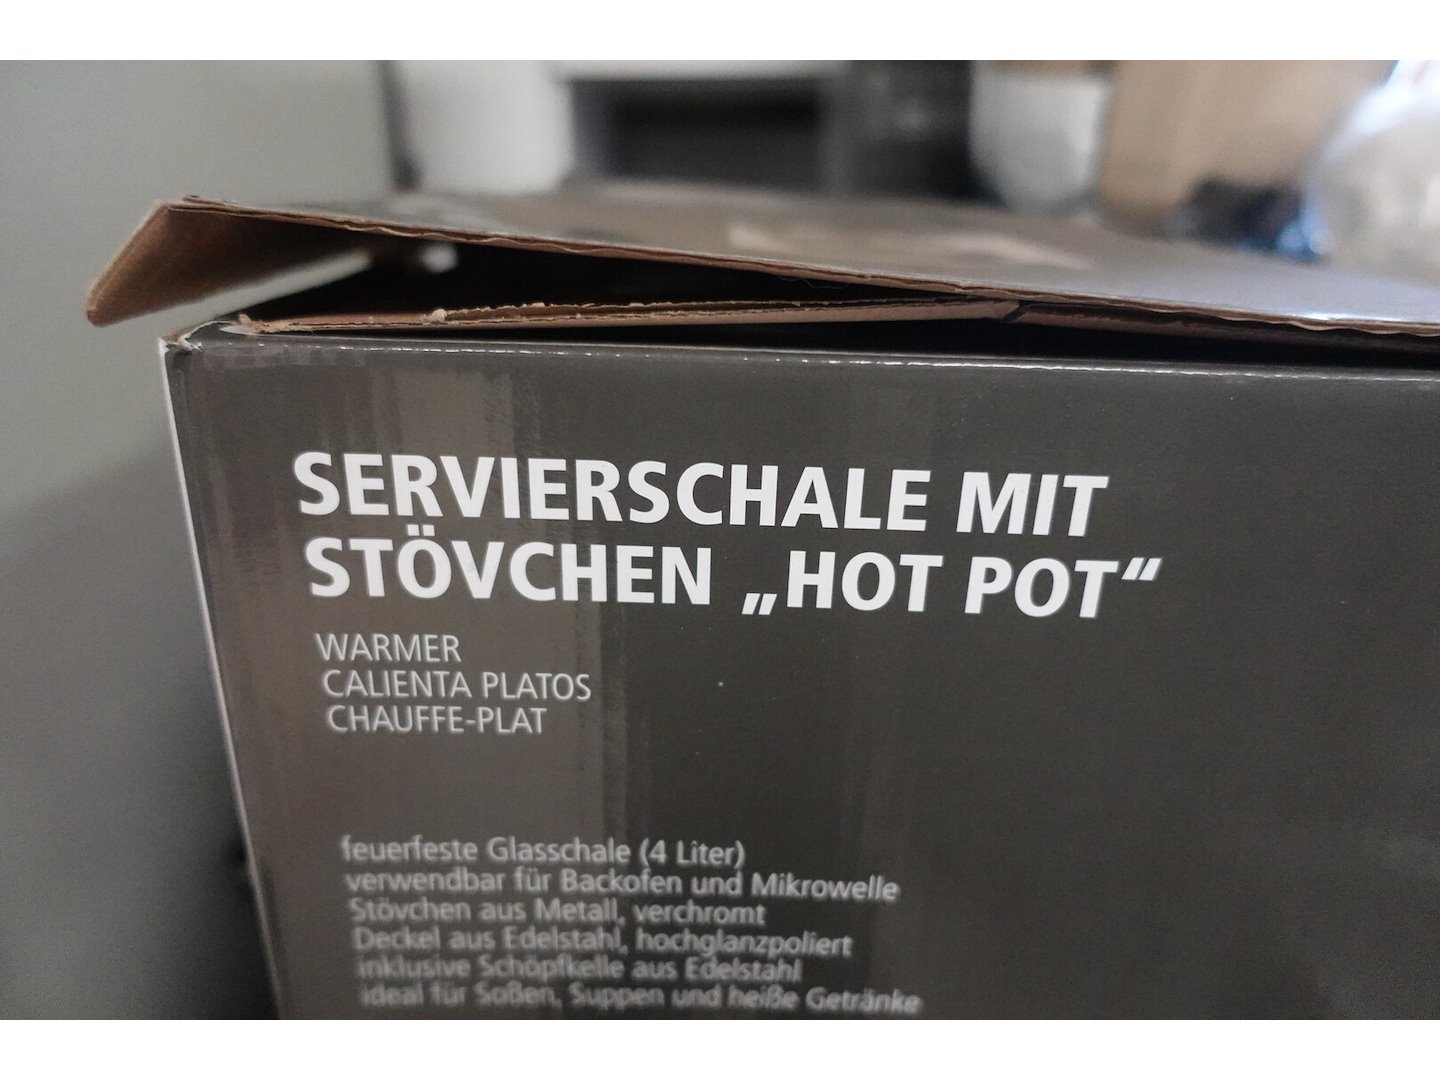 SERVIERSCHALE MIT
STÖVCHEN „HOT POT“
WARMER
CALIENTA PLATOS
CHAUFFE-PLAT
feuerfeste Glasschale (4 Liter)
verwendbar für Backofen und Mikrowelle
Stövchen aus Metall, verchromt
Deckel aus Edelstahl, hochglanzpoliert
inklusive Schöpfkelle aus Edelstahl
ideal für Soßen, Suppen und heiße Getränke